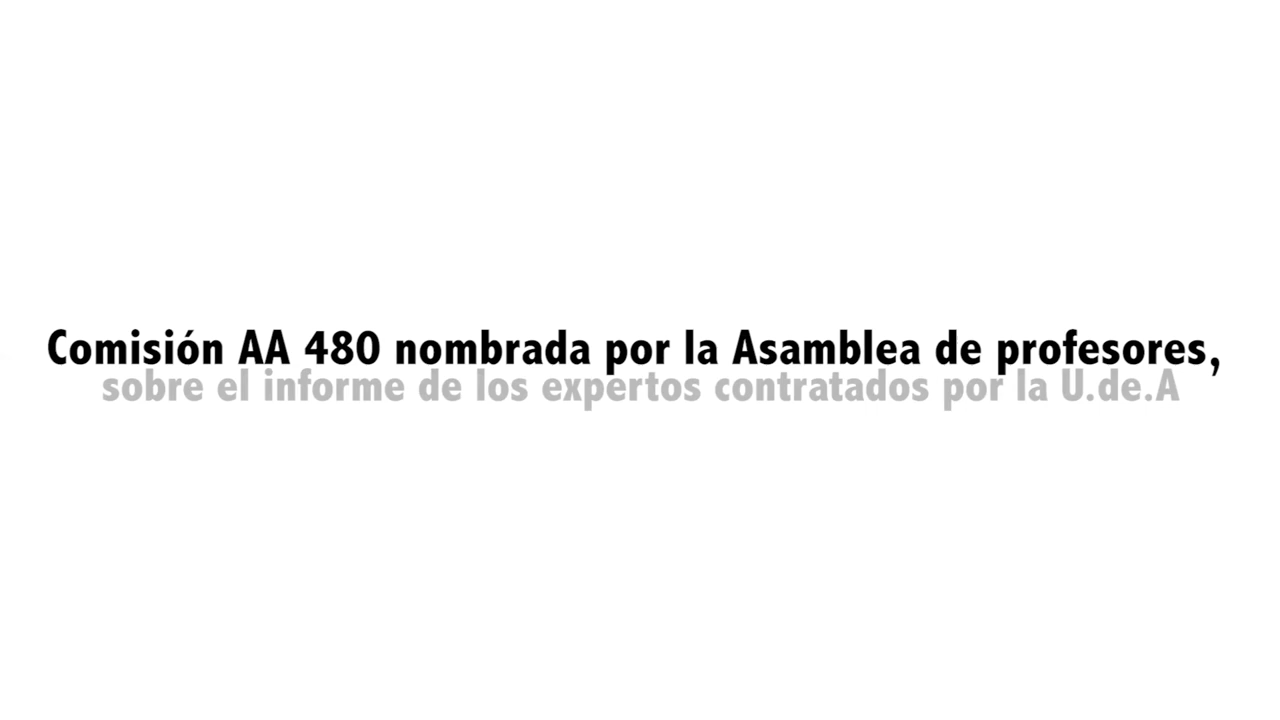 Comisión AA 480 nombrada por la Asamblea de profesores,
sobre el informe de los expertos contratados por la U.de.A